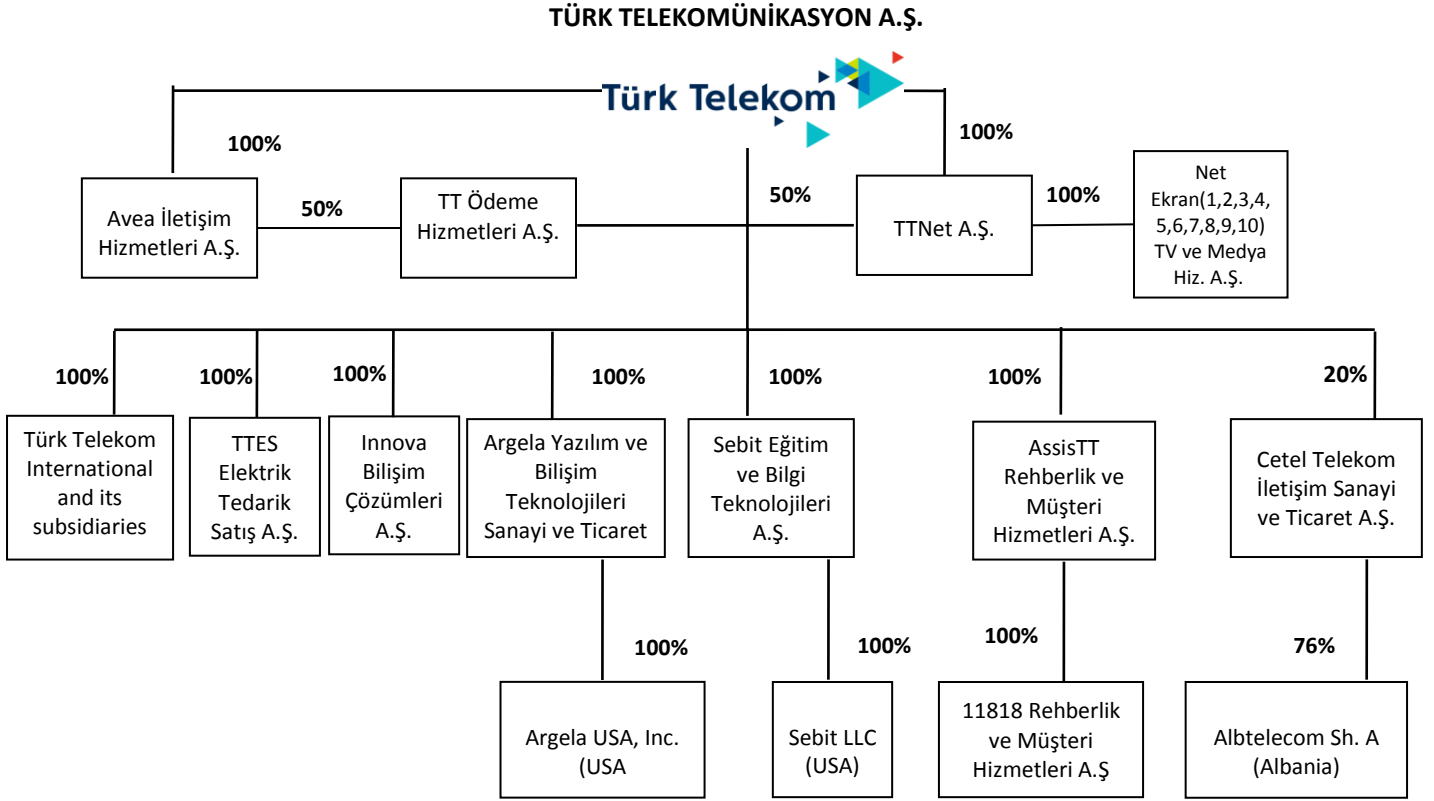 TÜRK TELEKOMÜNİKASYON A.Ş.
Türk Telekom
100%
100%
Avea İletişim
Hizmetleri A.Ş.
50%
TT Ödeme
Hizmetleri A.Ş.
50%
TTNet A.Ş.
100%
Net
Ekran(1,2,3,4,
5,6,7,8,9,10)
TV ve Medya
Hiz. A.Ş.
100%
100%
100%
100%
100%
100%
20%
Türk Telekom
International
and its
subsidiaries
TTES
Elektrik
Tedarik
Satış A.Ş.
Innova
Bilişim
Çözümleri
A.Ş.
Argela Yazılım ve
Bilişim
Teknolojileri
Sanayi ve Ticaret
Sebit Eğitim
ve Bilgi
Teknolojileri
A.Ş.
AssisTT
Rehberlik ve
Müşteri
Hizmetleri A.Ş.
Cetel Telekom
İletişim Sanayi
ve Ticaret A.Ş.
100%
100%
100%
76%
Argela USA, Inc.
(USA
Sebit LLC
(USA)
11818 Rehberlik
ve Müşteri
Hizmetleri A.Ş
Albtelecom Sh. A
(Albania)